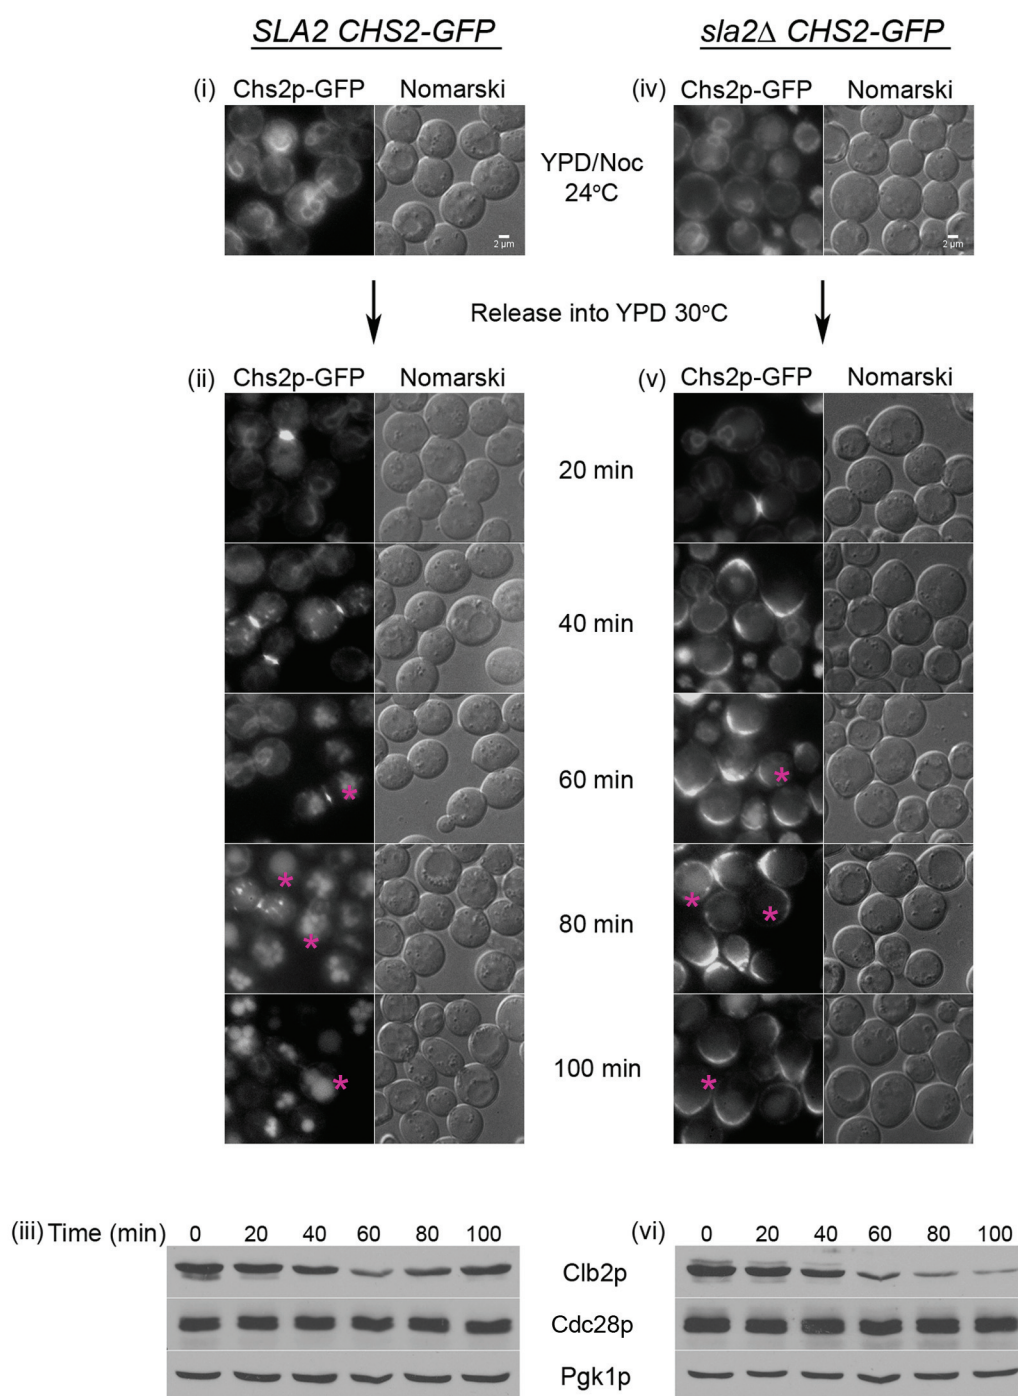 SLA2 CHS2-GFP
sla2Δ CHS2-GFP
(i) Chs2p-GFP Nomarski
(iv) Chs2p-GFP Nomarski
YPD/Noc
24°C
2 µm
2 µm
Release into YPD 30°C
(ii) Chs2p-GFP Nomarski
(v) Chs2p-GFP Nomarski
20 min
40 min
60 min
*
*
80 min
*
*
*
*
100 min
*
*
(iii) Time (min) 0 20 40 60 80 100
(vi) 0 20 40 60 80 100
Clb2p
Cdc28p
Pgk1p